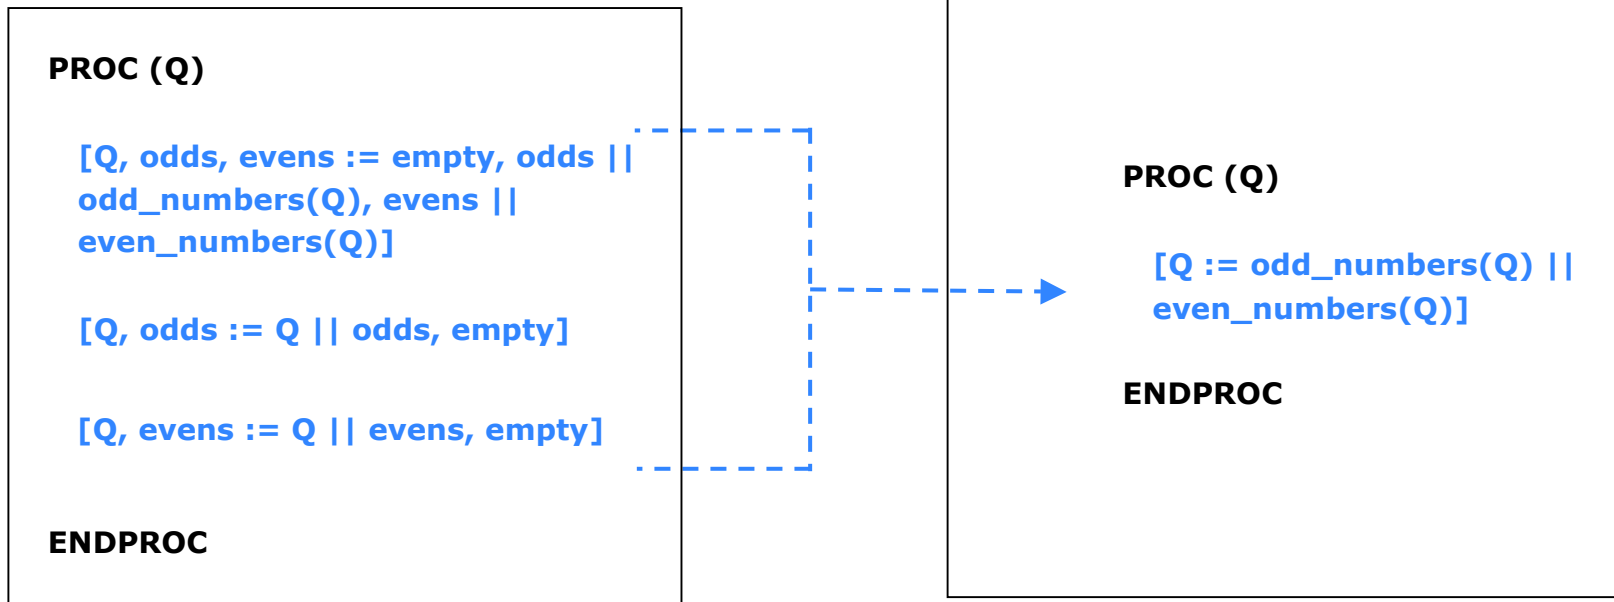 PROC (Q)
[Q, odds, evens := empty, odds ||
odd_numbers(Q), evens ||
even_numbers(Q)]
[Q, odds := Q || odds, empty]
[Q, evens := Q || evens, empty]
ENDPROC
PROC (Q)
[Q := odd_numbers(Q) ||
even_numbers(Q)]
ENDPROC